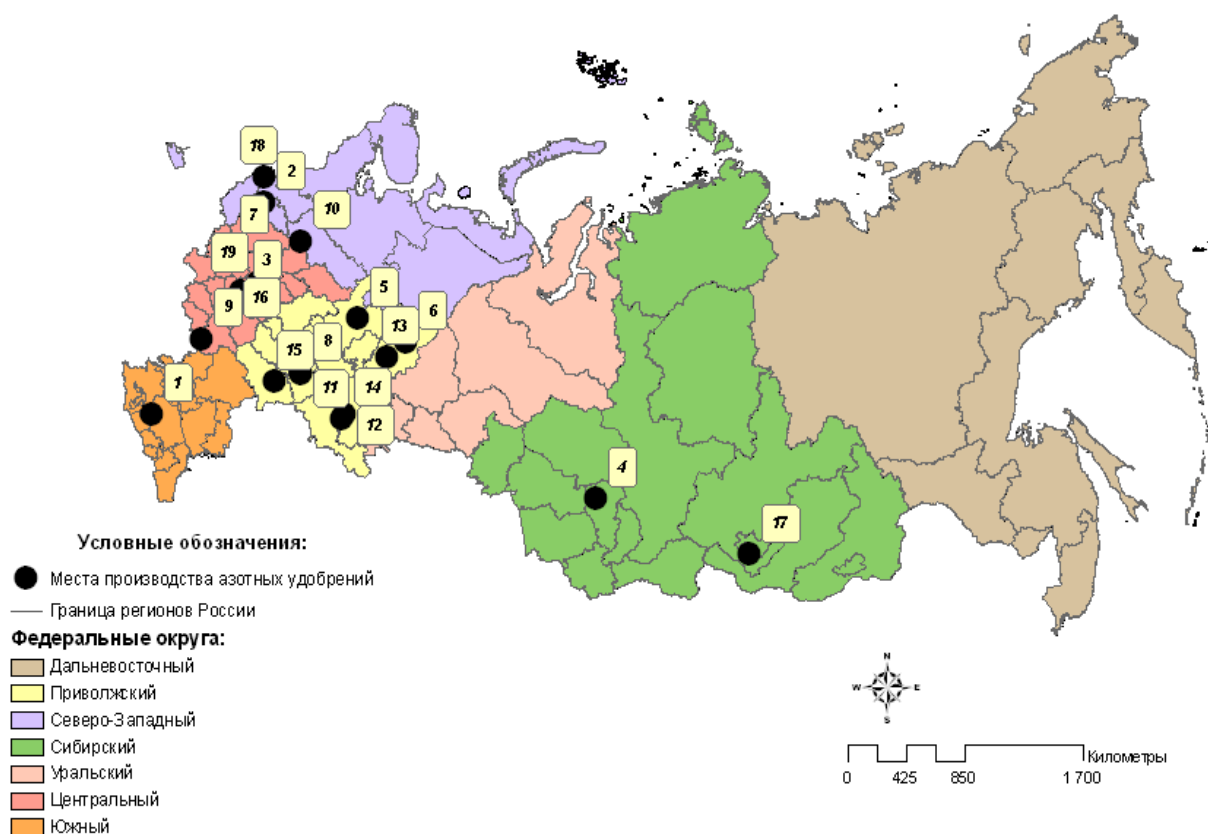 18
2
7
10
19
3
5
9
16
13
6
15
8
1
11
14
12
4
17
Условные обозначения:
Места производства азотных удобрений
Граница регионов России
Федеральные округа:
Дальневосточный
Приволжский
Северо-Западный
Сибирский
Уральский
Центральный
Южный
N
W E
S
Километры
0 425 850 1 700